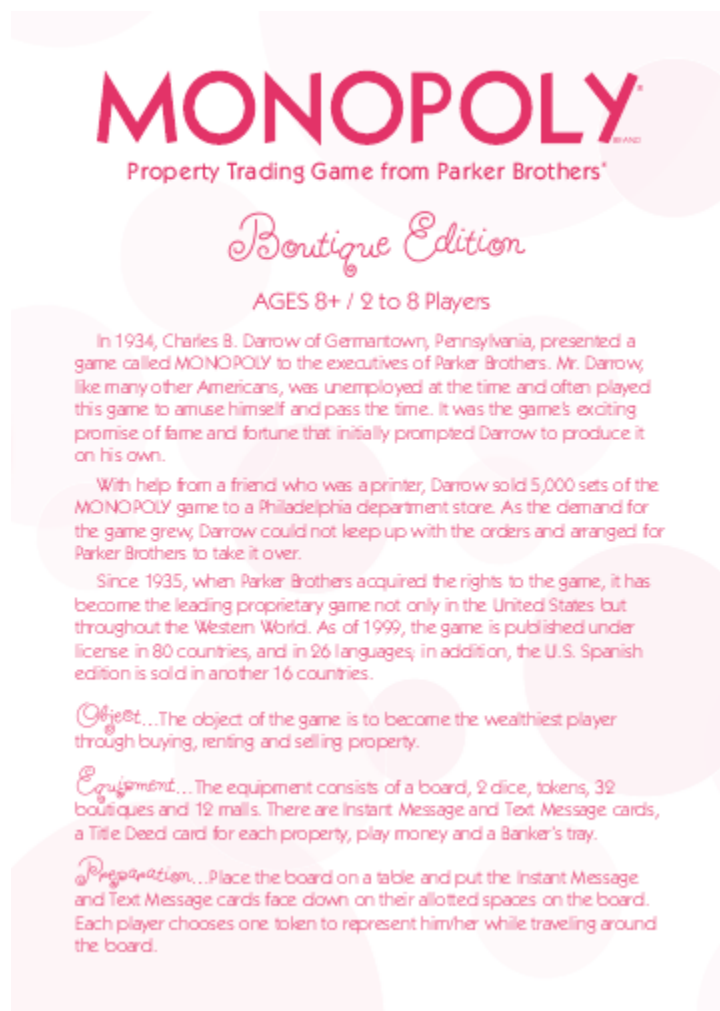 MONOPOLY®
BRAND
Property Trading Game from Parker Brothers®
Boutique Edition
AGES 8+ / 2 to 8 Players
In 1934, Charles B. Darrow of Germantown, Pennsylvania, presented a
game called MONOPOLY to the executives of Parker Brothers. Mr. Darrow,
like many other Americans, was unemployed at the time and often played
this game to amuse himself and pass the time. It was the game's exciting
promise of fame and fortune that initially prompted Darrow to produce it
on his own.
With help from a friend who was a printer, Darrow sold 5,000 sets of the
MONOPOLY game to a Philadelphia department store. As the demand for
the game grew, Darrow could not keep up with the orders and arranged for
Parker Brothers to take it over.
Since 1935, when Parker Brothers acquired the rights to the game, it has
become the leading proprietary game not only in the United States but
throughout the Western World. As of 1999, the game is published under
license in 80 countries, and in 26 languages; in addition, the U.S. Spanish
edition is sold in another 16 countries.
Object...The object of the game is to become the wealthiest player
through buying, renting and selling property.
Equipment...The equipment consists of a board, 2 dice, tokens, 32
boutiques and 12 malls. There are Instant Message and Text Message cards,
a Title Deed card for each property, play money and a Banker's tray.
Preparation...Place the board on a table and put the Instant Message
and Text Message cards face down on their allotted spaces on the board.
Each player chooses one token to represent him/her while traveling around
the board.